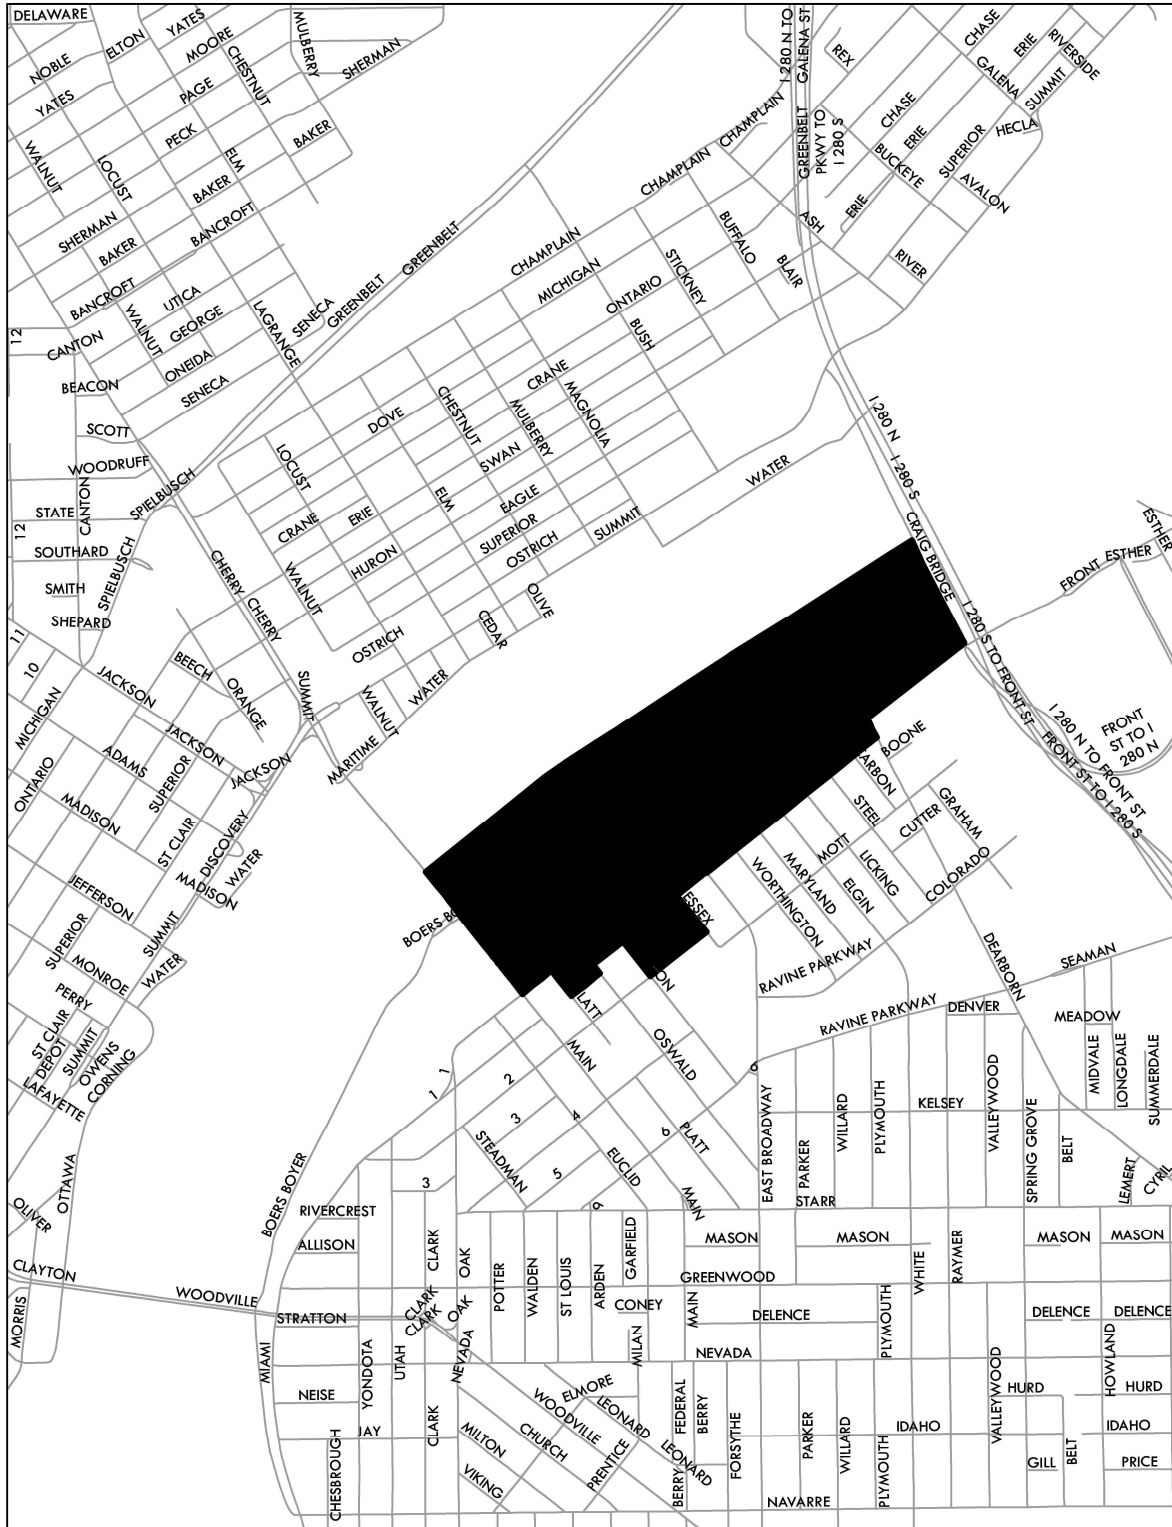 DELAWARE
YATES
MULBERRY
ELTON
MOORE
CHESTNUT
SHERMAN
NOBLE
YATES
PAGE
PECK
BAKER
WALNUT
LOCUST
ELM
BAKER
SHERMAN
BAKER
BANCROFT
BANCROFT
UTICA
WALNUT
GEORGE
LAGRANGE
SENECA
GREENBELT
GREENBELT
12
CANTON
ONEIDA
BEACON
SENECA
SCOTT
WOODRUFF
CANTON
SPIELBUSCH
STATE
12
SOUTHARD
SPIELBUSCH
SMITH
SHEPARD
11
10
MICHIGAN
I 280 N TO
GALENA ST
REX
CHASE
ERIE
RIVERSIDE
GALENA
SUMMIT
CHASE
ERIE
SUPERIOR
HECLA
GREENBELT
PKWY TO
I 280 S
BUCKEYE
AVALON
CHAMPLAIN
CHAMPLAIN
ERIE
ASH
RIVER
BUFFALO
BLAIR
CHAMPLAIN
MICHIGAN
STICKNEY
ONTARIO
BUSH
CRANE
MAGNOLIA
DOVE
CHESTNUT
MULBERRY
SWAN
LOCUST
ELM
EAGLE
ERIE
CRANE
SUPERIOR
HURON
OSTRICH
SUMMIT
WATER
WALNUT
OLIVE
CEDAR
OSTRICH
I 280 N
I 280 S
CRAIG BRIDGE
FRONT
ESTHER
ESTHER
CHERRY
CHERRY
BEECH
ORANGE
SUMMIT
WALNUT
WATER
MARITIME
JACKSON
JACKSON
JACKSON
ADAMS
SUPERIOR
ONTARIO
MADISON
ST CLAIR
DISCOVERY
WATER
MADISON
JEFFERSON
SUMMIT
SUPERIOR
MONROE
WATER
PERRY
ST CLAIR
DEPOT
SUMMIT
OWENS
CORNING
LAFAYETTE
OTTAWA
OLIVER
CLAYTON
MORRIS
I 280 S TO FRONT ST
I 280 N TO FRONT ST
FRONT
ST TO I
280 N
FRONT ST TO I 280 S
BOONE
STEEL
CUTTER
GRAHAM
MOTT
LICKING
COLORADO
MARYLAND
ELGIN
WORTHINGTON
ESSEX
RAVINE PARKWAY
DEARBORN
SEAMAN
RAVINE PARKWAY
DENVER
MEADOW
MIDVALE
LONGDALE
SUMMERDALE
MAIN
OSWALD
6
1
1
2
3
4
6
PLATT
STEADMAN
5
EUCLID
6
MAIN
3
EAST BROADWAY
PARKER
WILLARD
PLYMOUTH
KELSEY
VALLEYWOOD
SPRING GROVE
BELT
LEMERT
STARR
BOERS BOYER
RIVERCREST
ALLISON
CLARK
OAK
POTTER
WALDEN
ST LOUIS
ARDEN
GARFIELD
MASON
MASON
MASON
MASON
WHITE
RAYMER
GREENWOOD
WOODVILLE
STRATTON
CLARK
CLARK
OAK
CONEY
MAIN
DELENCE
DELENCE
DELENCE
MIAMI
YONDOTA
UTAH
NEVADA
MILAN
NEVADA
PLYMOUTH
VALLEYWOOD
HOWLAND
HURD
HURD
NEISE
JAY
CLARK
ELMORE
WOODVILLE
LEONARD
FEDERAL
BERRY
FORSYTHE
PARKER
WILLARD
PLYMOUTH
IDAHO
BELT
IDAHO
CHESBROUGH
MILTON
CHURCH
PRENTICE
LEONARD
BERRY
GILL
PRICE
VIKING
NAVARRE